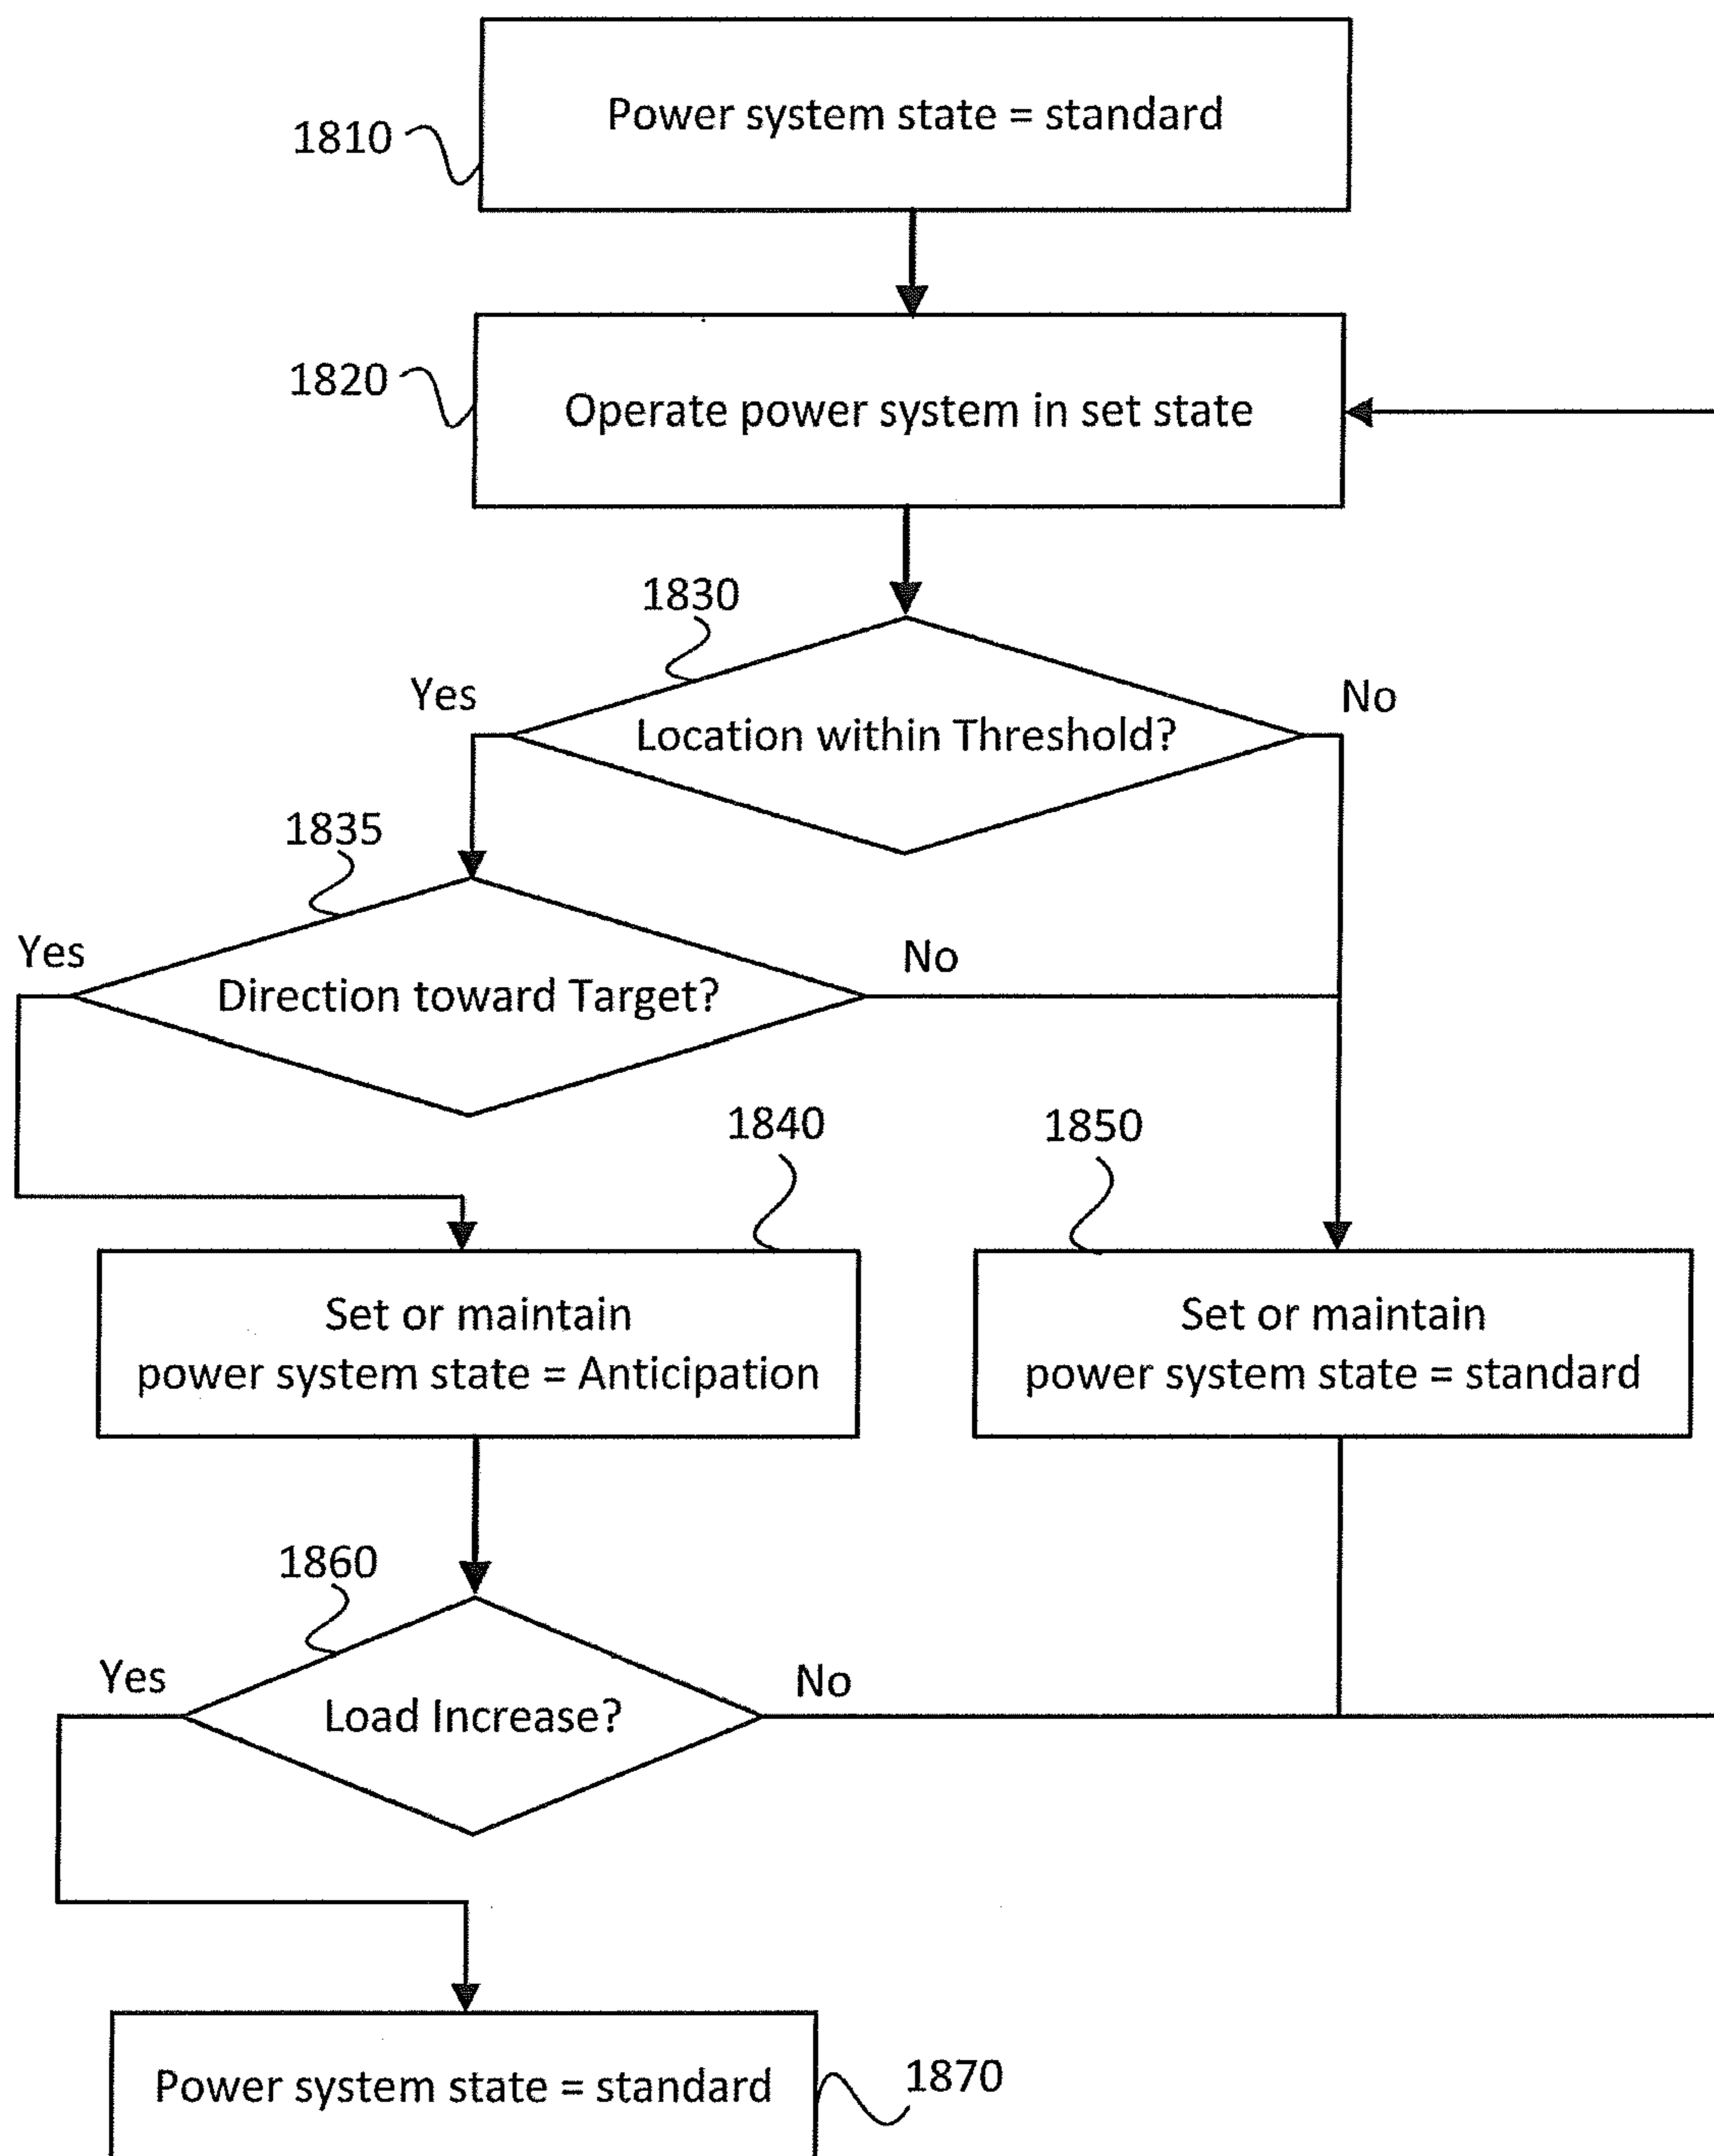 Power system state = standard
1810
1820
Operate power system in set state
1830
Yes
No
Location within Threshold?
1835
Yes
No
Direction toward Target?
1840
1850
Set or maintain
power system state = Anticipation
Set or maintain
power system state = standard
1860
Yes
No
Load Increase?
Power system state = standard
1870